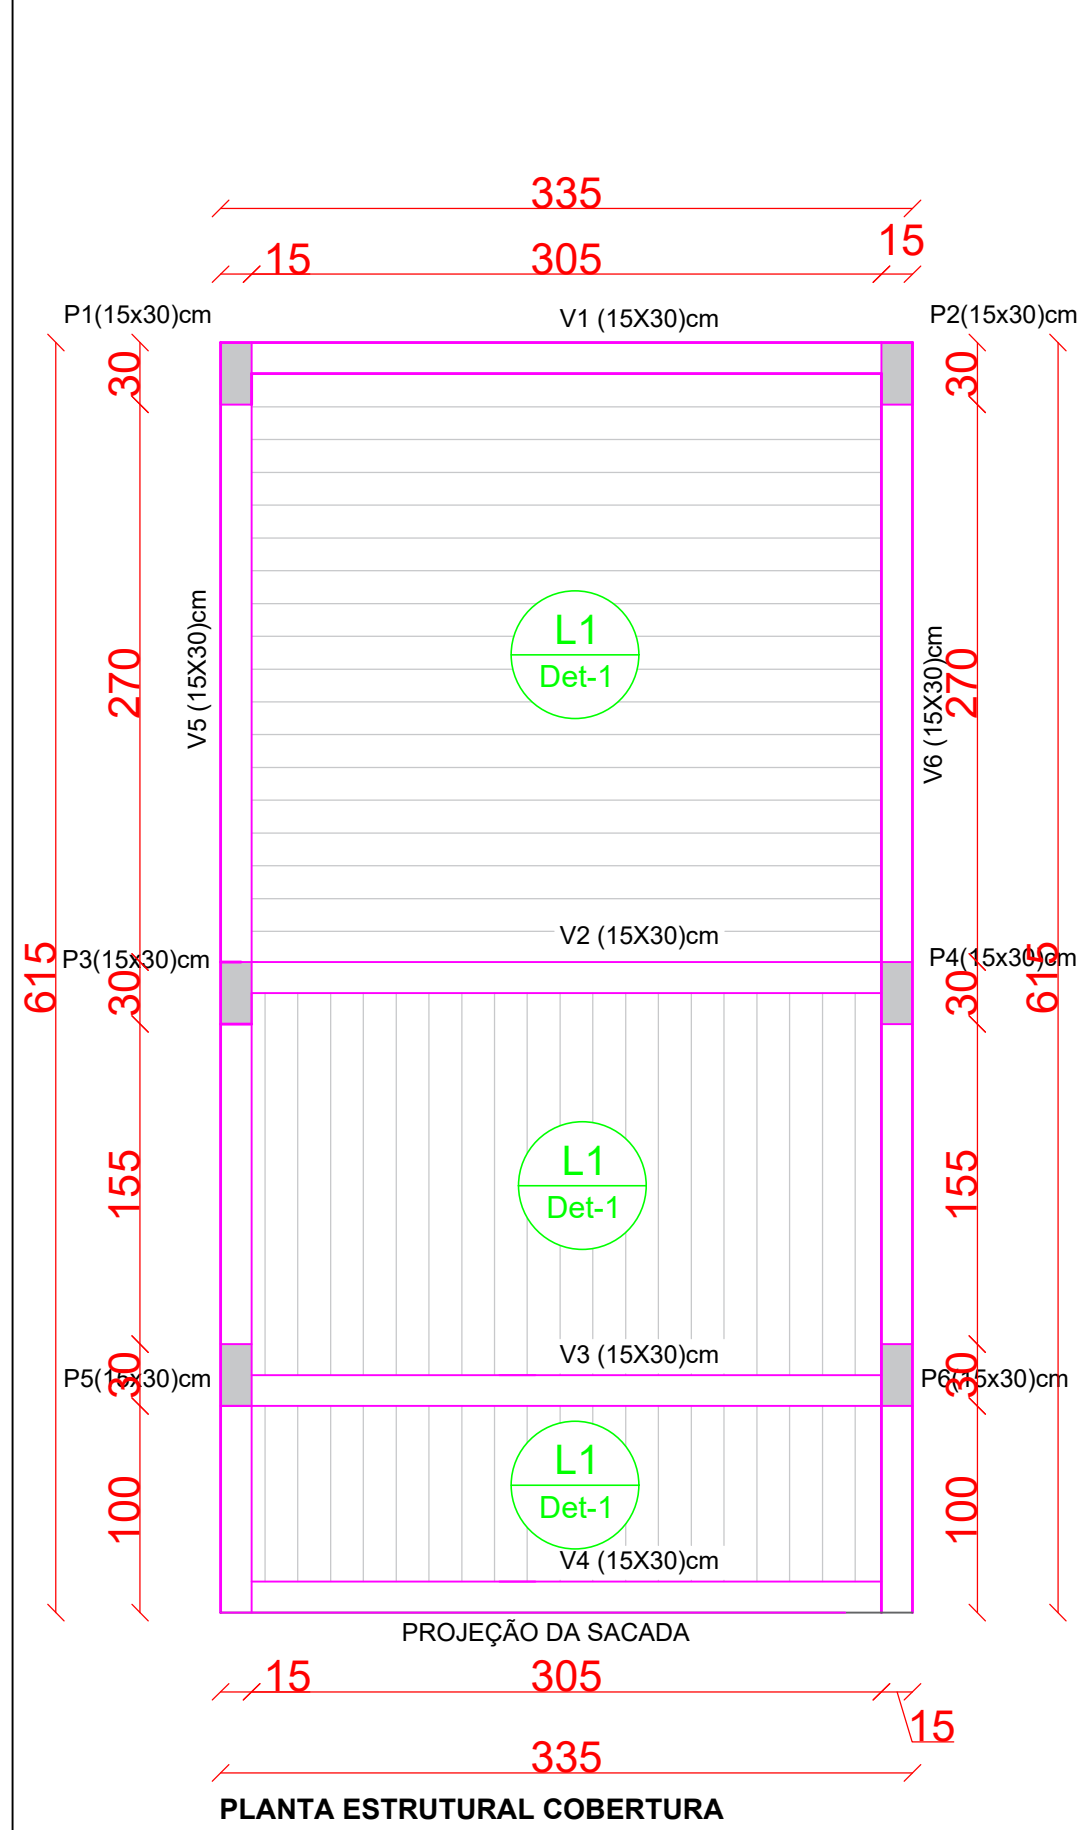 335
15
305
15
P1(15x30)cm
V1 (15X30)cm
P2(15x30)cm
30
30
L1
Det-1
V5 (15X30)cm
270
V6 (15X30)cm
270
V2 (15X30)cm
P3(15x30)cm
P4(15x30)cm
615
30
30
615
L1
Det-1
155
155
V3 (15X30)cm
P5(15x30)cm
30
30
P6(15x30)cm
L1
Det-1
100
100
V4 (15X30)cm
PROJEÇÃO DA SACADA
15
305
15
335
PLANTA ESTRUTURAL COBERTURA